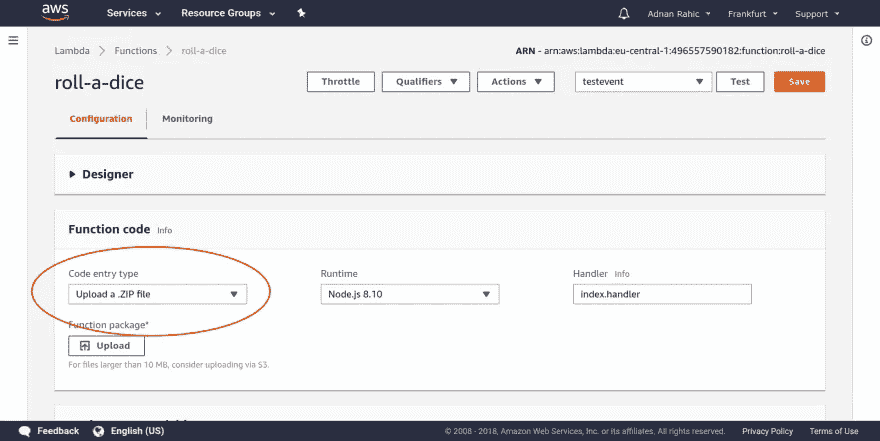 aws Services Resource Groups Adnan Rahic Frankfurt Support
Lambda Functions roll-a-dice ARN - arn:aws:lambda:eu-central-1:496557590182:function:roll-a-dice
roll-a-dice Throttle Qualifiers Actions testevent Test Save
Configuration Monitoring
Designer
Function code Info
Code entry type Runtime Handler Info
Upload a .ZIP file Node.js 8.10 index.handler
Function package*
Upload
For files larger than 10 MB, consider uploading via S3.
Feedback English (US) © 2008 - 2018, Amazon Web Services, Inc. or its affiliates. All rights reserved. Privacy Policy Terms of Use